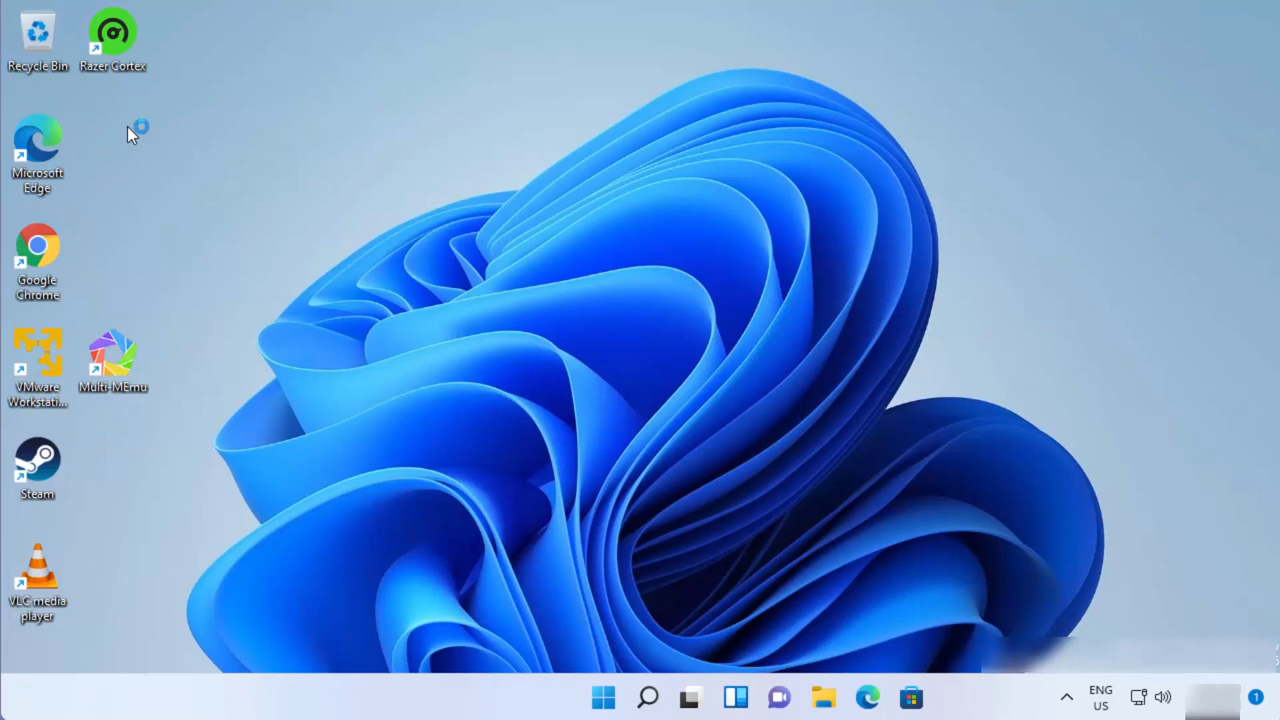 Recycle Bin
Razer Cortex
Microsoft
Edge
Google
Chrome
VMware
Workstati...
Multi-MEmu
Steam
VLC media
player
ENG
US
1